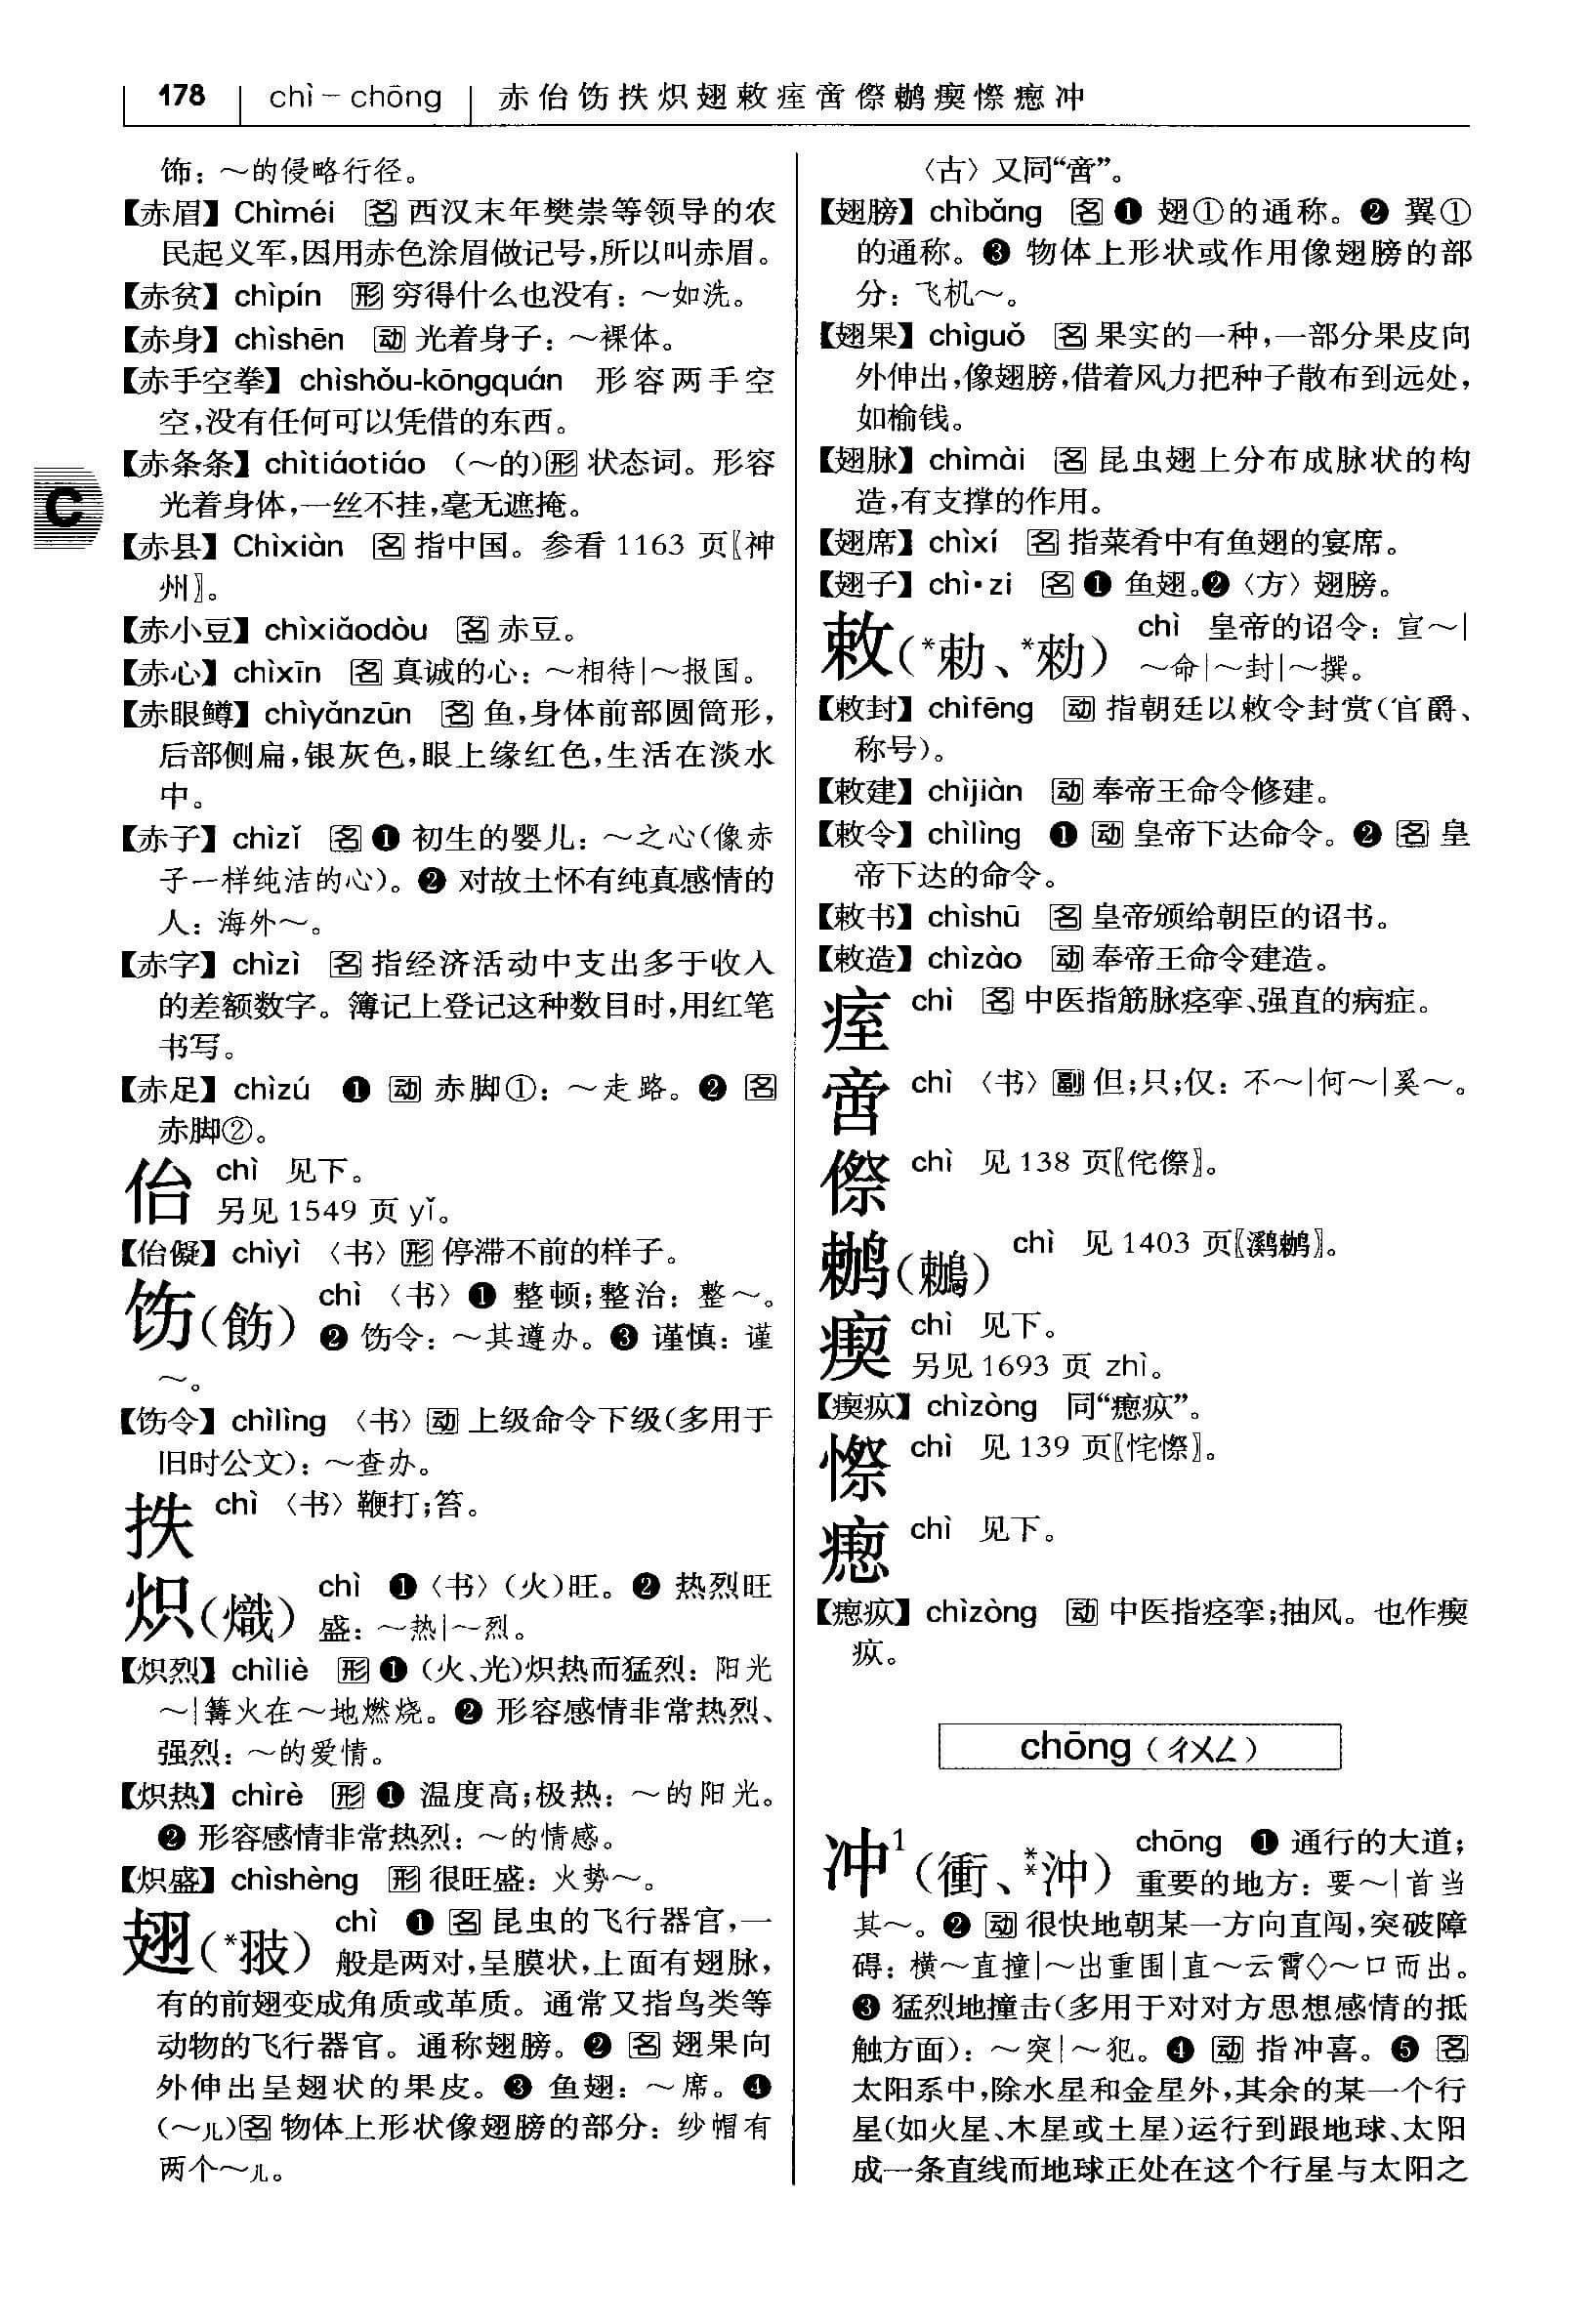 178 chì－chōng 赤佁饬抶炽翅敕痓啻傺鶒瘈憏瘛冲
饰：～的侵略行径。
【赤眉】Chìméi 名 西汉末年樊崇等领导的农
民起义军，因用赤色涂眉做记号，所以叫赤眉。
【赤贫】chìpín 形 穷得什么也没有：～如洗。
【赤身】chìshēn 动 光着身子：～裸体。
【赤手空拳】chìshǒu-kōngquán 形容两手空
空，没有任何可以凭借的东西。
【赤条条】chìtiáotiáo （～的）形 状态词。形容
光着身体，一丝不挂，毫无遮掩。
C
【赤县】Chìxiàn 名 指中国。参看 1163 页〖神
州〗。
【赤小豆】chìxiǎodòu 名 赤豆。
【赤心】chìxīn 名 真诚的心：～相待|～报国。
【赤眼鳟】chìyǎnzūn 名 鱼，身体前部圆筒形，
后部侧扁，银灰色，眼上缘红色，生活在淡水
中。
【赤子】chìzǐ 名 ❶ 初生的婴儿：～之心（像赤
子一样纯洁的心）。❷ 对故土怀有纯真感情的
人：海外～。
【赤字】chìzì 名 指经济活动中支出多于收入
的差额数字。簿记上登记这种数目时，用红笔
书写。
【赤足】chìzú ❶ 动 赤脚①：～走路。❷ 名
赤脚②。
佁 chì 见下。
另见 1549 页 yǐ。
【佁儗】chìyì 〈书〉形 停滞不前的样子。
饬（飭） chì 〈书〉❶ 整顿；整治：整～。
❷ 饬令：～其遵办。❸ 谨慎：谨
～。
【饬令】chìlìng 〈书〉动 上级命令下级（多用于
旧时公文）：～查办。
抶 chì 〈书〉鞭打；笞。
炽（熾） chì ❶〈书〉（火）旺。❷ 热烈旺
盛：～热|～烈。
【炽烈】chìliè 形 ❶（火、光）炽热而猛烈：阳光
～|篝火在～地燃烧。❷ 形容感情非常热烈、
强烈：～的爱情。
【炽热】chìrè 形 ❶ 温度高；极热：～的阳光。
❷ 形容感情非常热烈：～的情感。
【炽盛】chìshèng 形 很旺盛：火势～。
翅（*翄） chì ❶ 名 昆虫的飞行器官，一
般是两对，呈膜状，上面有翅脉，
有的前翅变成角质或革质。通常又指鸟类等
动物的飞行器官。通称翅膀。❷ 名 翅果向
外伸出呈翅状的果皮。❸ 鱼翅：～席。❹
（～儿）名 物体上形状像翅膀的部分：纱帽有
两个～儿。
〈古〉又同“啻”。
【翅膀】chìbǎng 名 ❶ 翅①的通称。❷ 翼①
的通称。❸ 物体上形状或作用像翅膀的部
分：飞机～。
【翅果】chìguǒ 名 果实的一种，一部分果皮向
外伸出，像翅膀，借着风力把种子散布到远处，
如榆钱。
【翅脉】chìmài 名 昆虫翅上分布成脉状的构
造，有支撑的作用。
【翅席】chìxí 名 指菜肴中有鱼翅的宴席。
【翅子】chì•zi 名 ❶ 鱼翅。❷〈方〉翅膀。
敕（*勅、*勑） chì 皇帝的诏令：宣～|
～命|～封|～撰。
【敕封】chìfēng 动 指朝廷以敕令封赏（官爵、
称号）。
【敕建】chìjiàn 动 奉帝王命令修建。
【敕令】chìlìng ❶ 动 皇帝下达命令。❷ 名 皇
帝下达的命令。
【敕书】chìshū 名 皇帝颁给朝臣的诏书。
【敕造】chìzào 动 奉帝王命令建造。
痓 chì 名 中医指筋脉痉挛、强直的病症。
啻 chì 〈书〉副 但；只；仅：不～|何～|奚～。
傺 chì 见 138 页〖侘傺〗。
鶒（鶒） chì 见 1403 页〖㶉鶒〗。
瘈 chì 见下。
另见 1693 页 zhì。
【瘈疭】chìzòng 同“瘛疭”。
憏 chì 见 139 页〖㤞憏〗。
瘛 chì 见下。
【瘛疭】chìzòng 动 中医指痉挛；抽风。也作瘈
疭。
chōng（ㄔㄨㄥ）
冲1（衝、**沖） chōng ❶ 通行的大道；
重要的地方：要～|首当
其～。❷ 动 很快地朝某一方向直闯，突破障
碍：横～直撞|～出重围|直～云霄◇～口而出。
❸ 猛烈地撞击（多用于对对方思想感情的抵
触方面）：～突|～犯。❹ 动 指冲喜。❺ 名
太阳系中，除水星和金星外，其余的某一个行
星（如火星、木星或土星）运行到跟地球、太阳
成一条直线而地球正处在这个行星与太阳之